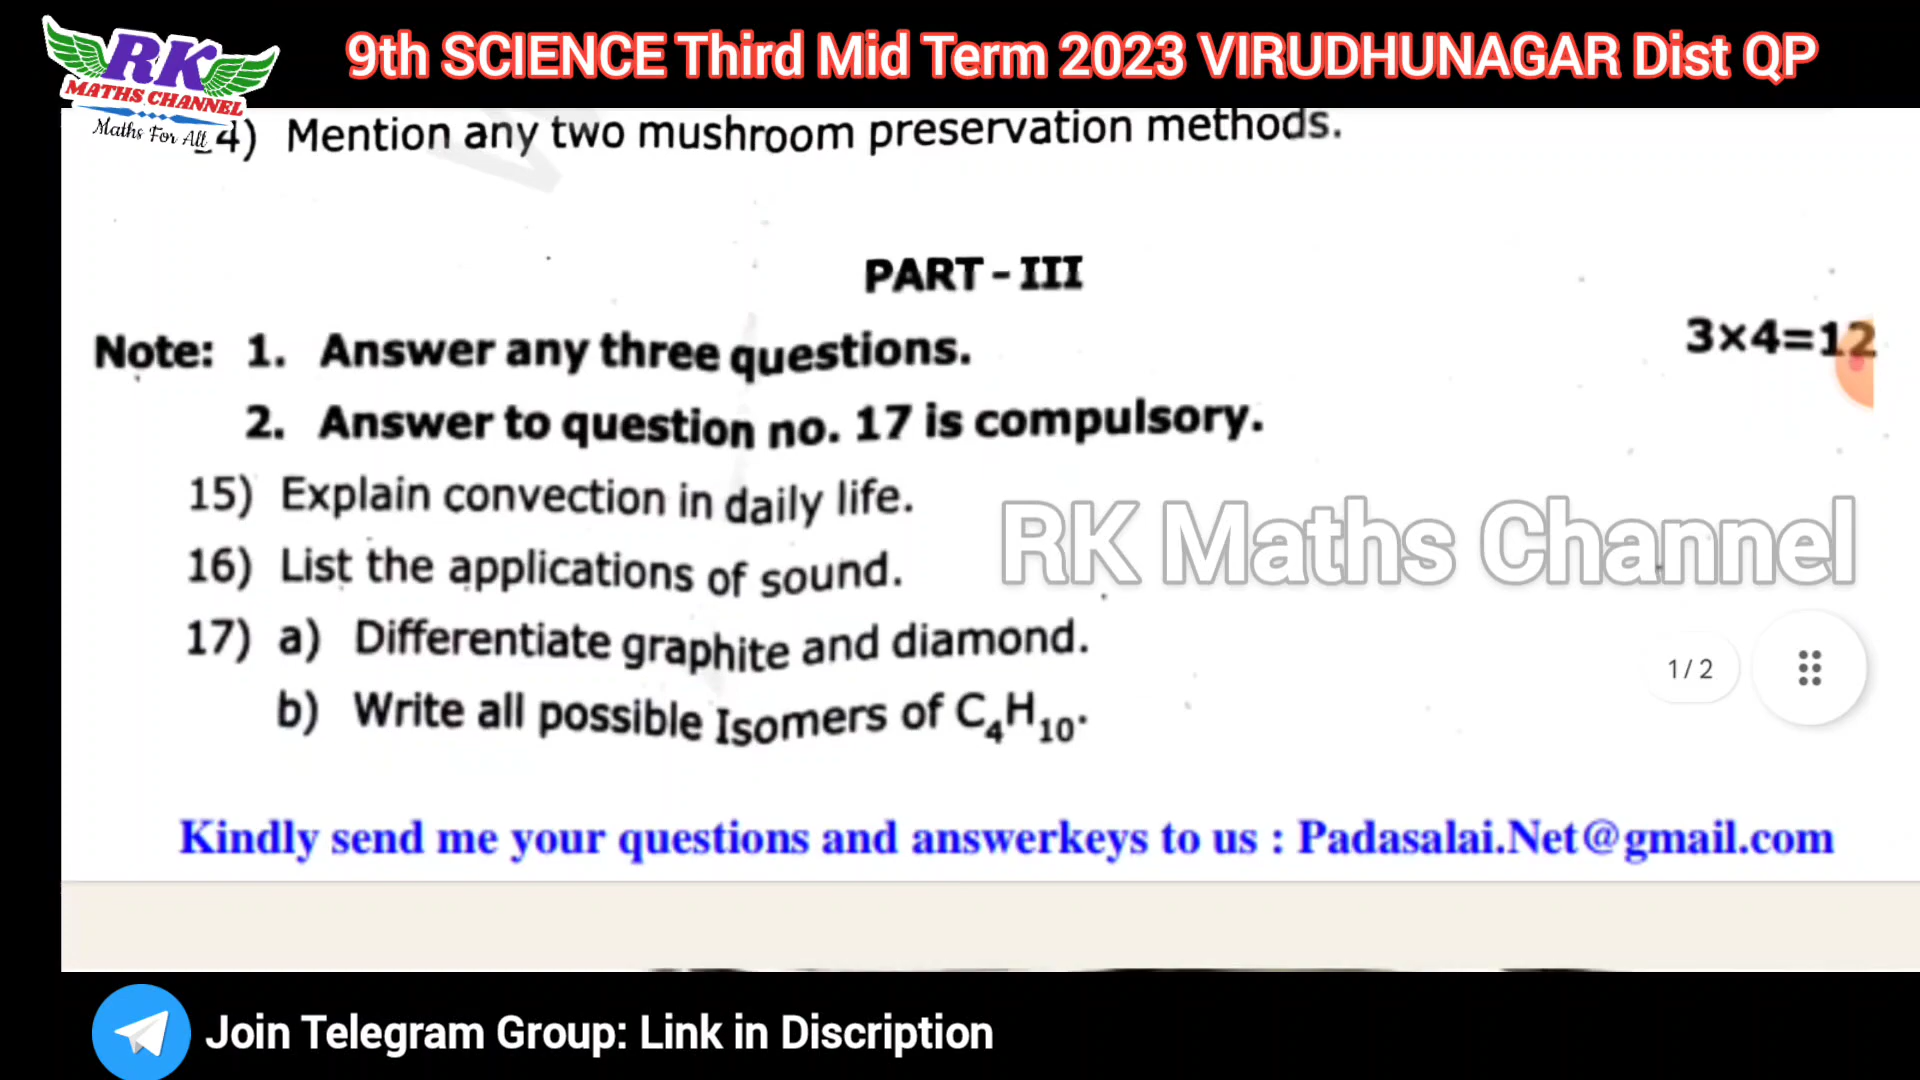 RK
MATHS CHANNEL
Maths For All
9th SCIENCE Third Mid Term 2023 VIRUDHUNAGAR Dist QP
4) Mention any two mushroom preservation methods.
PART - III
Note: 1. Answer any three questions. 3×4=12
2. Answer to question no. 17 is compulsory.
15) Explain convection in daily life.
16) List the applications of sound.
RK Maths Channel
17) a) Differentiate graphite and diamond.
1 / 2
b) Write all possible Isomers of C₄H₁₀.
Kindly send me your questions and answerkeys to us : Padasalai.Net@gmail.com
Join Telegram Group: Link in Discription